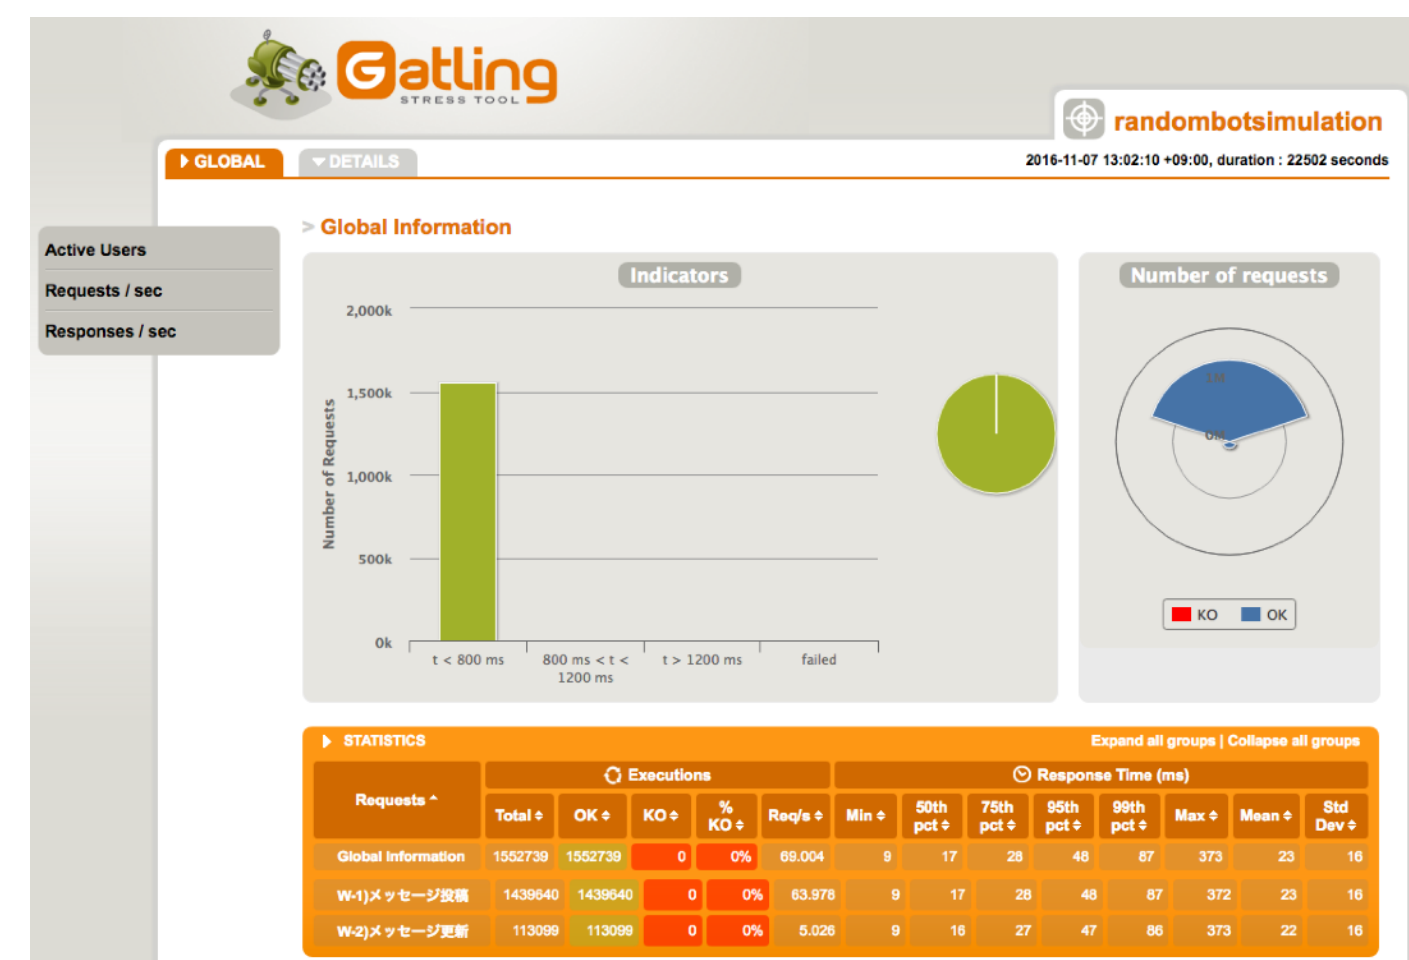 Gatling
STRESS TOOL
randombotsimulation
GLOBAL
DETAILS
2016-11-07 13:02:10 +09:00, duration : 22502 seconds
Active Users
Requests / sec
Responses / sec
> Global Information
Indicators
Number of Requests
2,000k
1,500k
1,000k
500k
0k
t < 800 ms
800 ms < t < 1200 ms
t > 1200 ms
failed
Number of requests
1M
0M
KO
OK
STATISTICS
Expand all groups | Collapse all groups
Requests
Executions
Response Time (ms)
Total OK KO % KO Req/s Min 50th pct 75th pct 95th pct 99th pct Max Mean Std Dev
Global Information 1552739 1552739 0 0% 69.004 9 17 28 48 87 373 23 16
W-1)メッセージ投稿 1439640 1439640 0 0% 63.978 9 17 28 48 87 372 23 16
W-2)メッセージ更新 113099 113099 0 0% 5.026 9 16 27 47 86 373 22 16